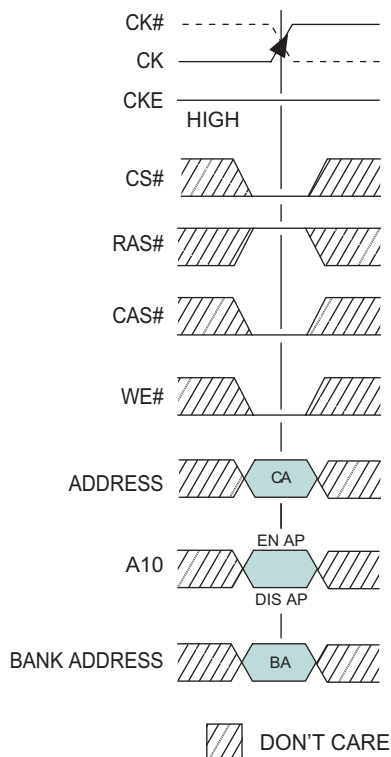 CK#
CK
CKE
HIGH
CS#
RAS#
CAS#
WE#
ADDRESS
CA
EN AP
A10
DIS AP
BANK ADDRESS
BA
DON'T CARE